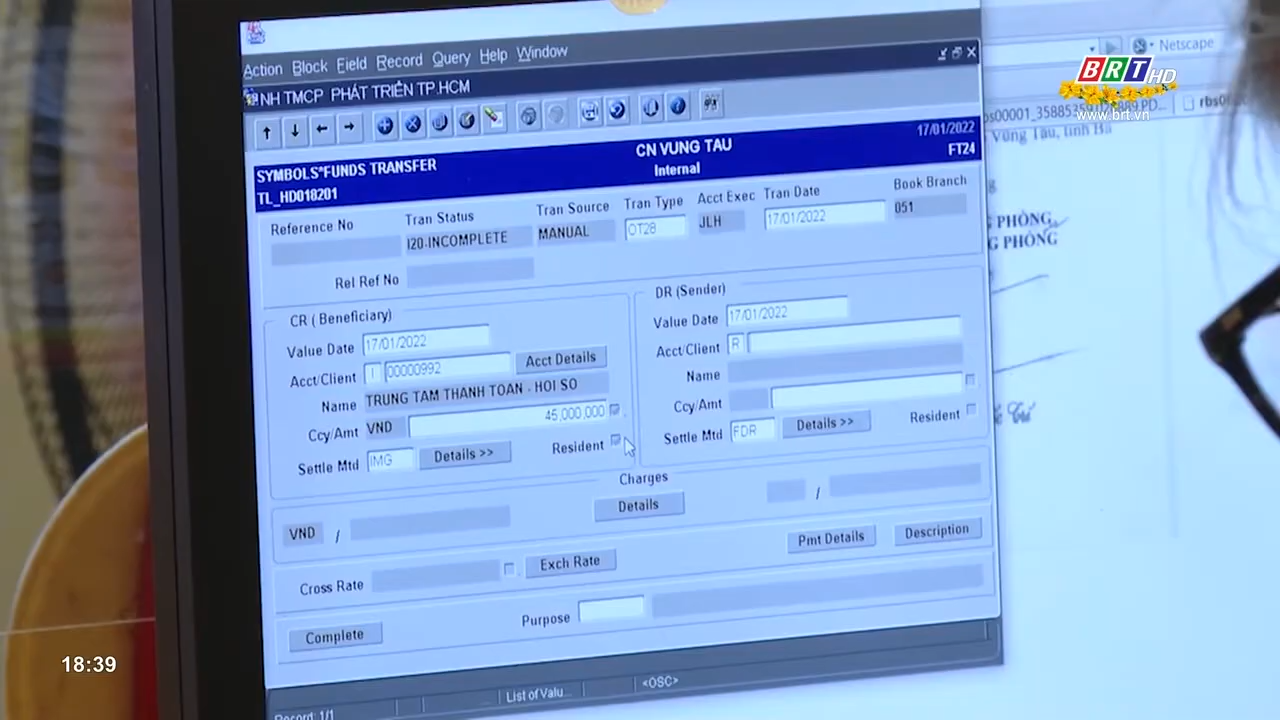 Action Block Field Record Query Help Window
NH TMCP PHÁT TRIỂN TP.HCM
SYMBOLS*FUNDS TRANSFER
CN VUNG TAU
17/01/2022
TL_HD018201
Internal
FT24
Reference No
Tran Status
Tran Source
Tran Type
Acct Exec
Tran Date
Book Branch
I20-INCOMPLETE
MANUAL
OT28
JLH
17/01/2022
051
Rel Ref No
CR ( Beneficiary)
Value Date 17/01/2022
Acct/Client I 00000992 Acct Details
Name TRUNG TAM THANH TOAN - HOI SO
Ccy/Amt VND 45,000,000
Settle Mtd IMG Details >> Resident
DR (Sender)
Value Date 17/01/2022
Acct/Client R
Name
Ccy/Amt
Settle Mtd FDR Details >> Resident
Charges
VND / Details /
Pmt Details Description
Cross Rate Exch Rate
Complete Purpose
Record: 1/1 List of Valu... <OSC>
Netscape
BRT HD
www.brt.vn
PHÒNG
G PHÒNG
18:39